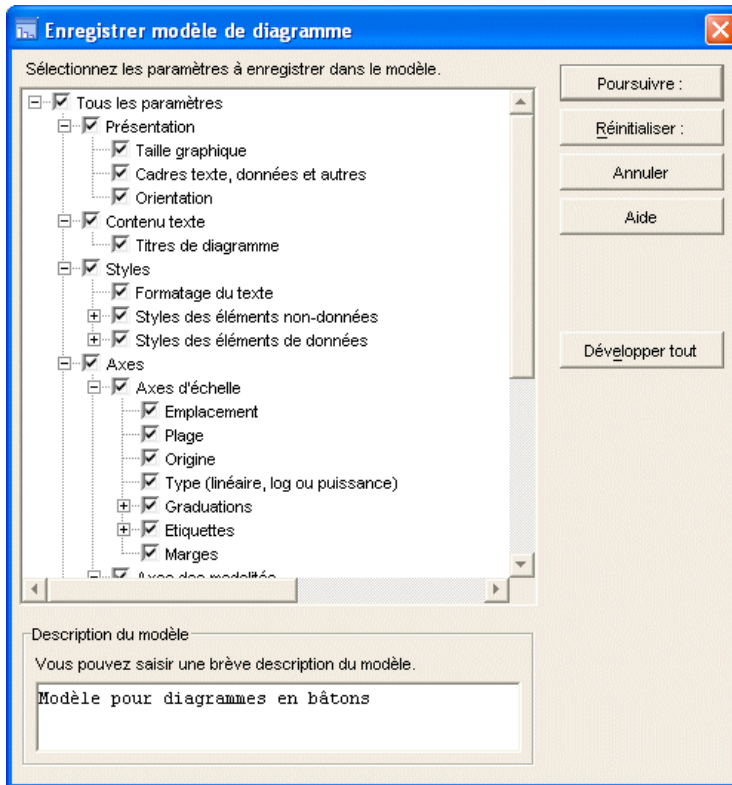 Enregistrer modèle de diagramme
Sélectionnez les paramètres à enregistrer dans le modèle.
Tous les paramètres
Présentation
Taille graphique
Cadres texte, données et autres
Orientation
Contenu texte
Titres de diagramme
Styles
Formatage du texte
Styles des éléments non-données
Styles des éléments de données
Axes
Axes d'échelle
Emplacement
Plage
Origine
Type (linéaire, log ou puissance)
Graduations
Etiquettes
Marges
Axes des modalités
Poursuivre :
Réinitialiser :
Annuler
Aide
Développer tout
Description du modèle
Vous pouvez saisir une brève description du modèle.
Modèle pour diagrammes en bâtons